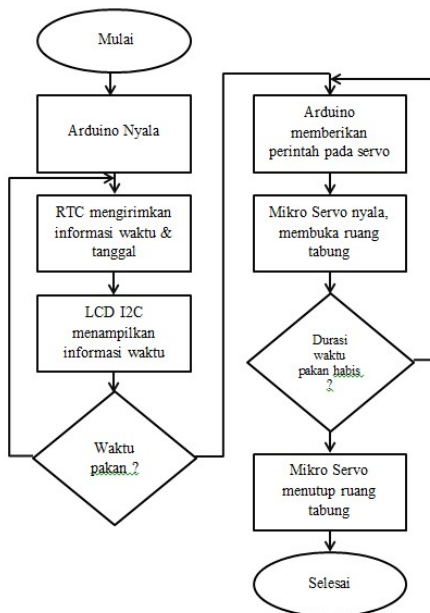 Mulai
Arduino Nyala
RTC mengirimkan
informasi waktu &
tanggal
LCD I2C
menampilkan
informasi waktu
Waktu
pakan ?
Arduino
memberikan
perintah pada servo
Mikro Servo nyala,
membuka ruang
tabung
Durasi
waktu
pakan habis
?
Mikro Servo
menutup ruang
tabung
Selesai